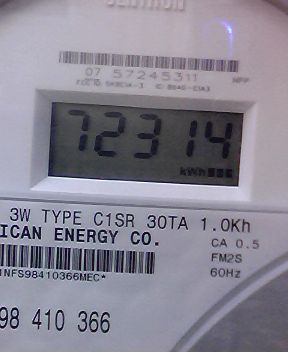 CENTRON
07 57245311
72314
kWh
3W TYPE C1SR 30TA 1.0Kh
ICAN ENERGY CO.
CA 0.5
FM2S
60Hz
INFS98410366MEC*
98 410 366